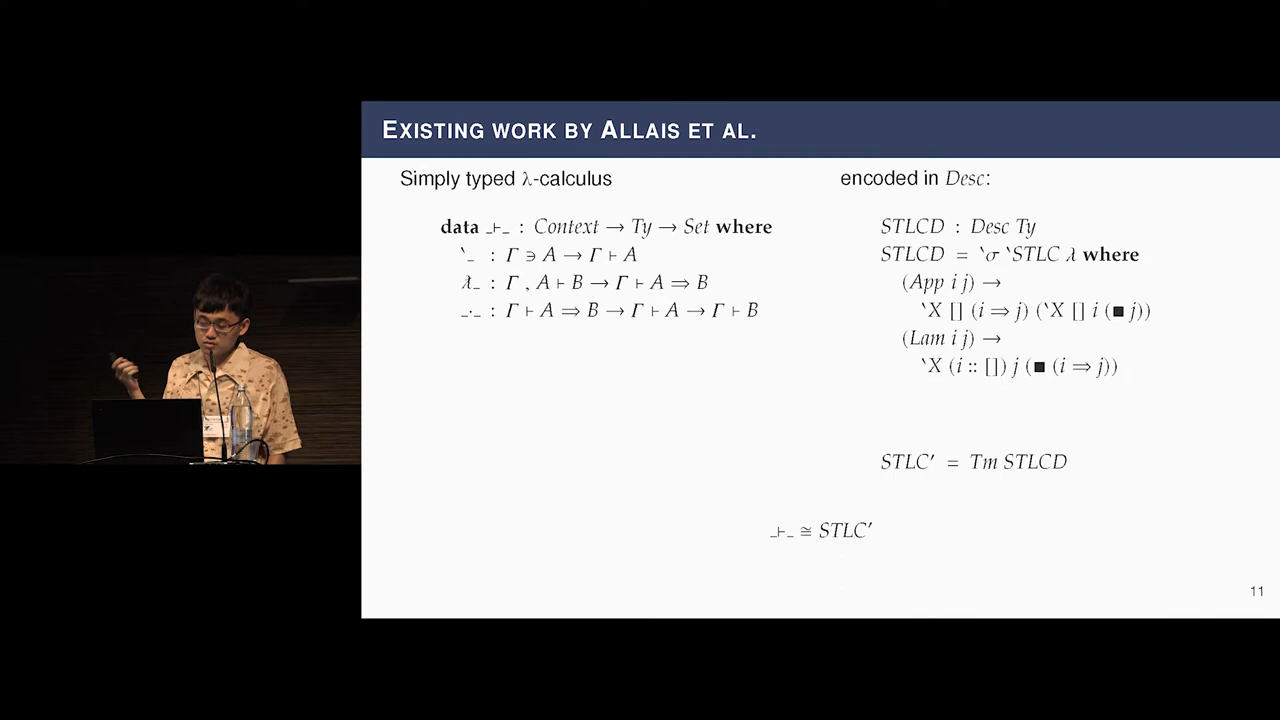 EXISTING WORK BY ALLAIS ET AL.
Simply typed λ-calculus
data _⊢_ : Context → Ty → Set where
`_ : Γ ∋ A → Γ ⊢ A
ƛ_ : Γ , A ⊢ B → Γ ⊢ A ⇒ B
_·_ : Γ ⊢ A ⇒ B → Γ ⊢ A → Γ ⊢ B
encoded in Desc:
STLCD : Desc Ty
STLCD = `σ `STLC λ where
(App i j) →
`X [] (i ⇒ j) (`X [] i (■ j))
(Lam i j) →
`X (i :: []) j (■ (i ⇒ j))
STLC′ = Tm STLCD
_⊢_ ≅ STLC′
11